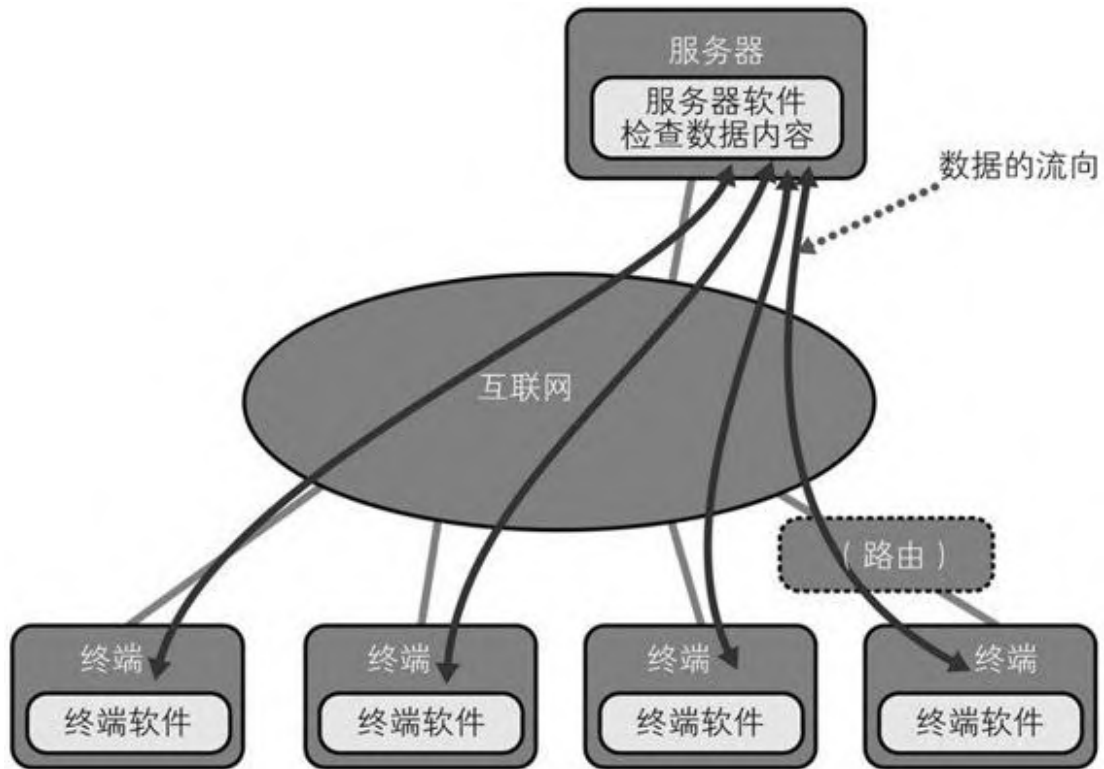 服务器
服务器软件
检查数据内容
数据的流向
互联网
（路由）
终端
终端
终端
终端
终端软件
终端软件
终端软件
终端软件